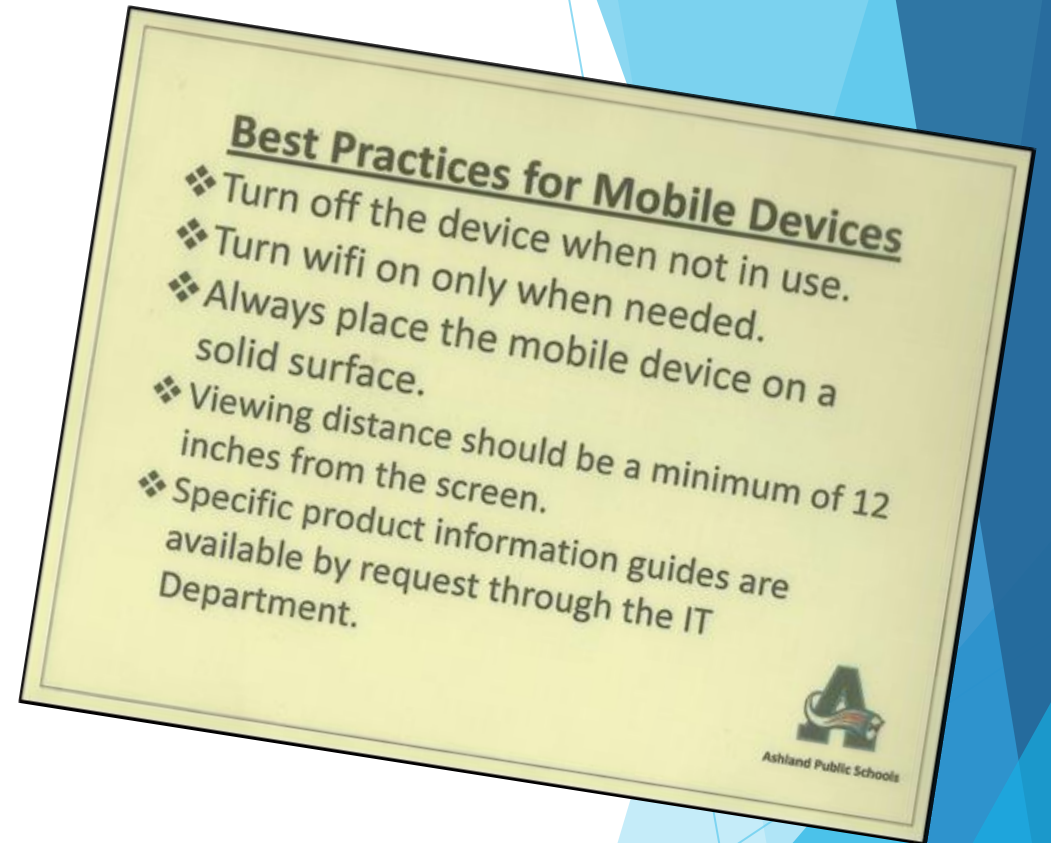 Best Practices for Mobile Devices
❖Turn off the device when not in use.
❖Turn wifi on only when needed.
❖Always place the mobile device on a
solid surface.
❖Viewing distance should be a minimum of 12
inches from the screen.
❖Specific product information guides are
available by request through the IT
Department.
A
Ashland Public Schools